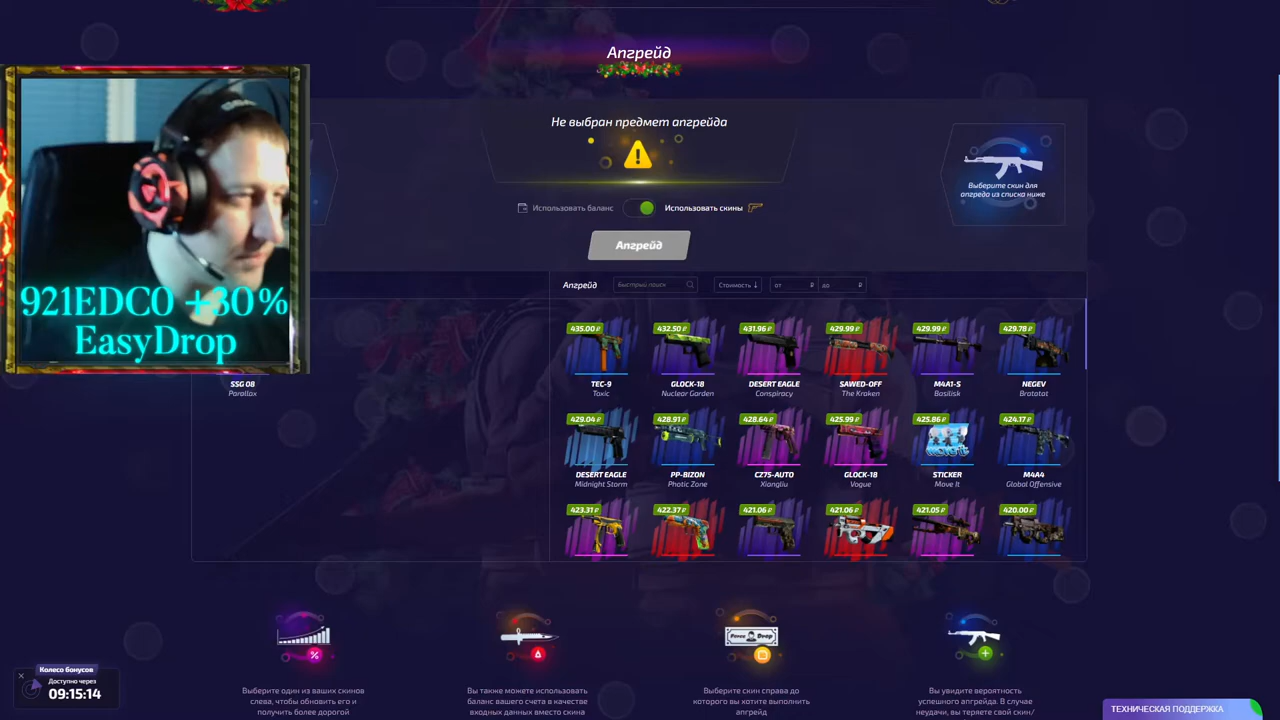 Апгрейд
Не выбран предмет апгрейда
Выберите скин для
апгреда из списка ниже
Использовать баланс
Использовать скины
Апгрейд
921EDC0 +30%
EasyDrop
Апгрейд
Быстрый поиск
Стоимость ↓
от ₽
до ₽
SSG 08
Parallax
435.00 ₽
432.50 ₽
431.96 ₽
429.99 ₽
429.99 ₽
429.78 ₽
TEC-9
GLOCK-18
DESERT EAGLE
SAWED-OFF
M4A1-S
NEGEV
Toxic
Nuclear Garden
Conspiracy
The Kraken
Basilisk
Bratatat
429.04 ₽
428.91 ₽
428.64 ₽
425.99 ₽
425.86 ₽
424.17 ₽
DESERT EAGLE
PP-BIZON
CZ75-AUTO
GLOCK-18
STICKER
M4A4
Midnight Storm
Photic Zone
Xiangliu
Vogue
Move It
Global Offensive
423.31 ₽
422.37 ₽
421.06 ₽
421.06 ₽
421.05 ₽
420.00 ₽
Выберите один из ваших скинов
слева, чтобы обновить его и
получить более дорогой
Вы также можете использовать
баланс вашего счета в качестве
входных данных вместо скина
Выберите скин справа до
которого вы хотите выполнить
апгрейд
Вы увидите вероятность
успешного апгрейда. В случае
неудачи, вы теряете свой скин/
Колесо бонусов
Доступно через
09:15:14
ТЕХНИЧЕСКАЯ ПОДДЕРЖКА